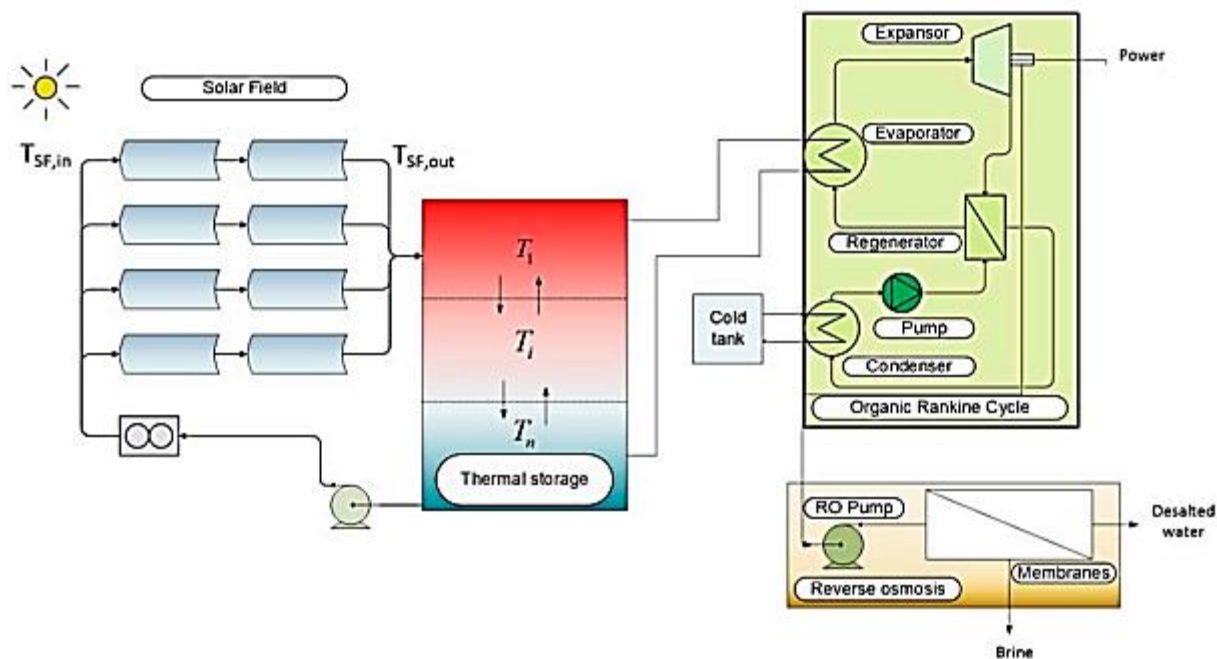 Solar Field
T_SF,in
T_SF,out
T_1
T_i
T_n
Thermal storage
Expansor
Power
Evaporator
Regenerator
Cold
tank
Pump
Condenser
Organic Rankine Cycle
RO Pump
Desalted
water
Membranes
Reverse osmosis
Brine